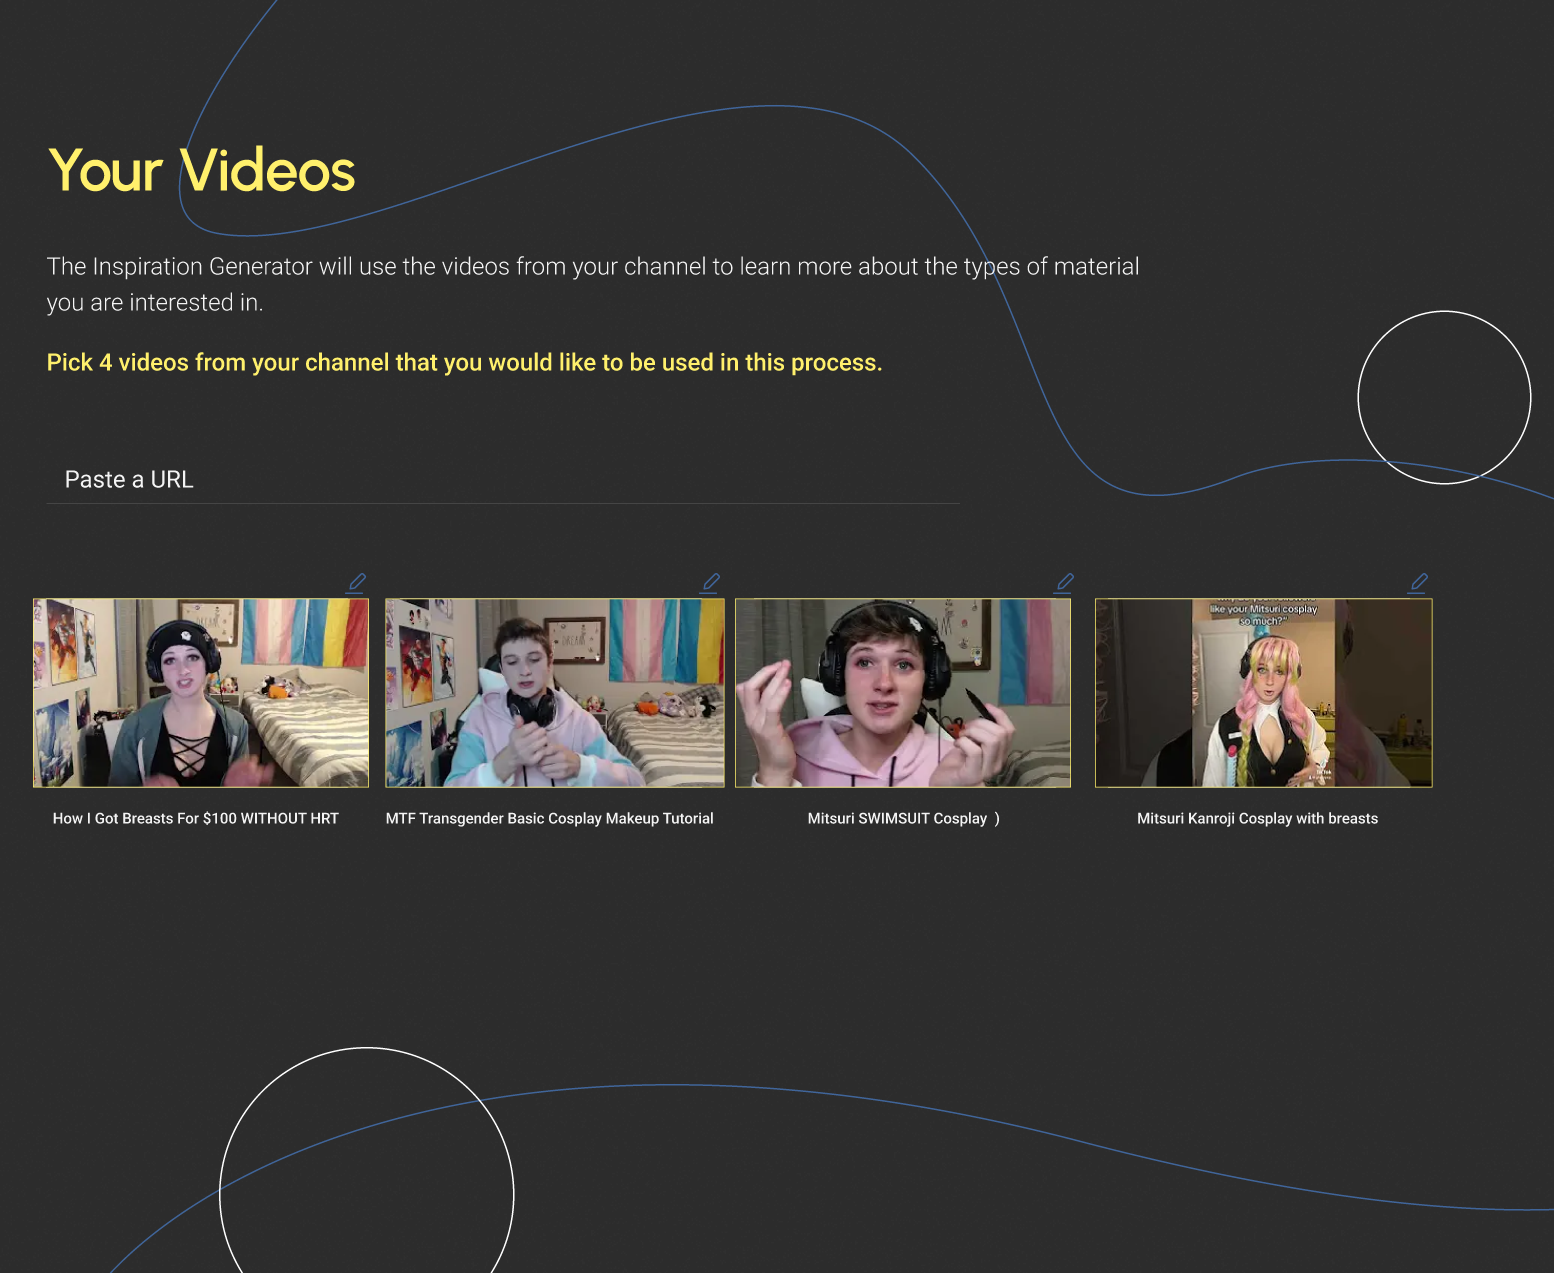 Your Videos
The Inspiration Generator will use the videos from your channel to learn more about the types of material
you are interested in.
Pick 4 videos from your channel that you would like to be used in this process.
Paste a URL
like your Mitsuri cosplay
so much?"
DREAM
TikTok
How I Got Breasts For $100 WITHOUT HRT
MTF Transgender Basic Cosplay Makeup Tutorial
Mitsuri SWIMSUIT Cosplay )
Mitsuri Kanroji Cosplay with breasts